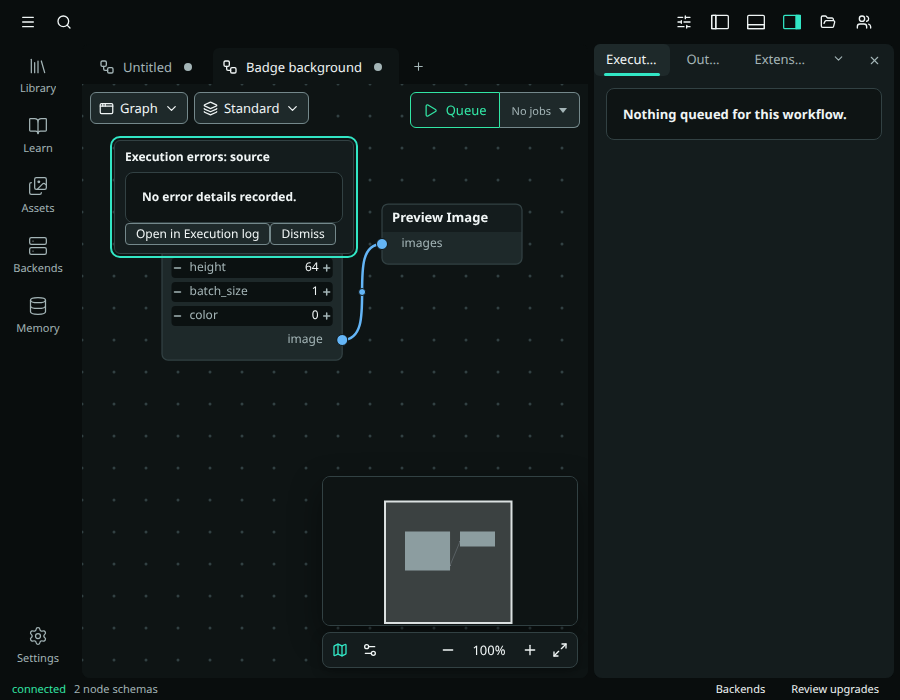 Library
Learn
Assets
Backends
Memory
Settings
Untitled
Badge background
Graph
Standard
Queue
No jobs
Execution errors: source
No error details recorded.
Open in Execution log
Dismiss
height 64
batch_size 1
color 0
image
Preview Image
images
100%
Execut...
Out...
Extens...
Nothing queued for this workflow.
connected 2 node schemas
Backends
Review upgrades